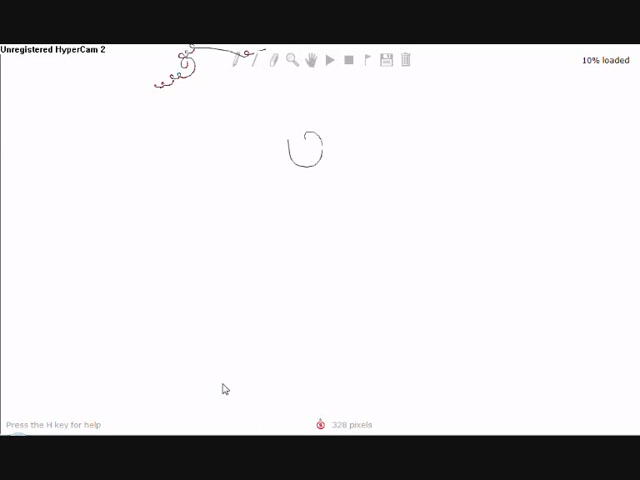 Unregistered HyperCam 2
10% loaded
Press the H key for help
328 pixels